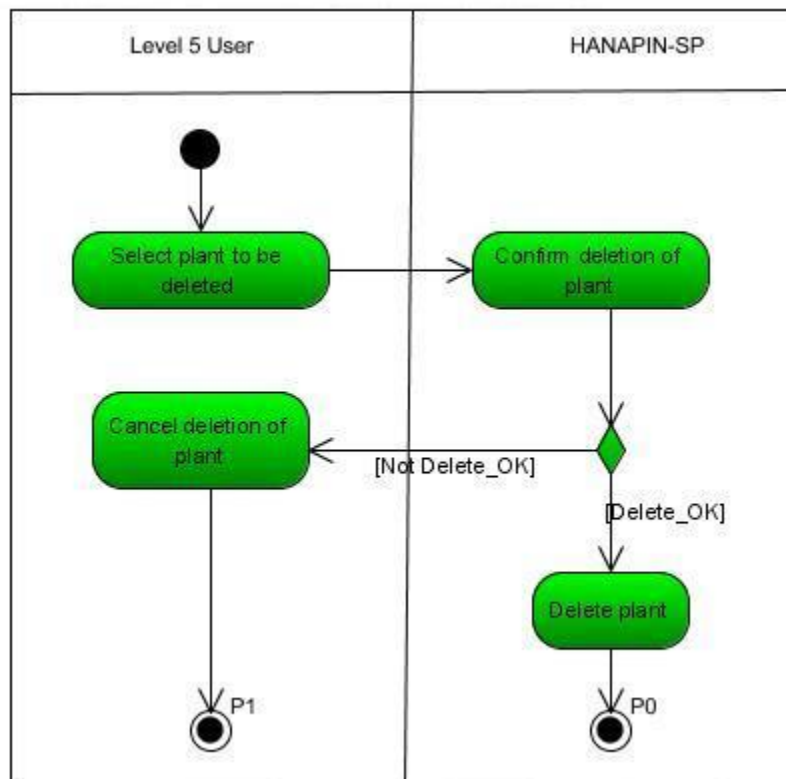 Level 5 User
HANAPIN-SP
Select plant to be
deleted
Confirm deletion of
plant
Cancel deletion of
plant
[Not Delete_OK]
[Delete_OK]
Delete plant
P1
P0